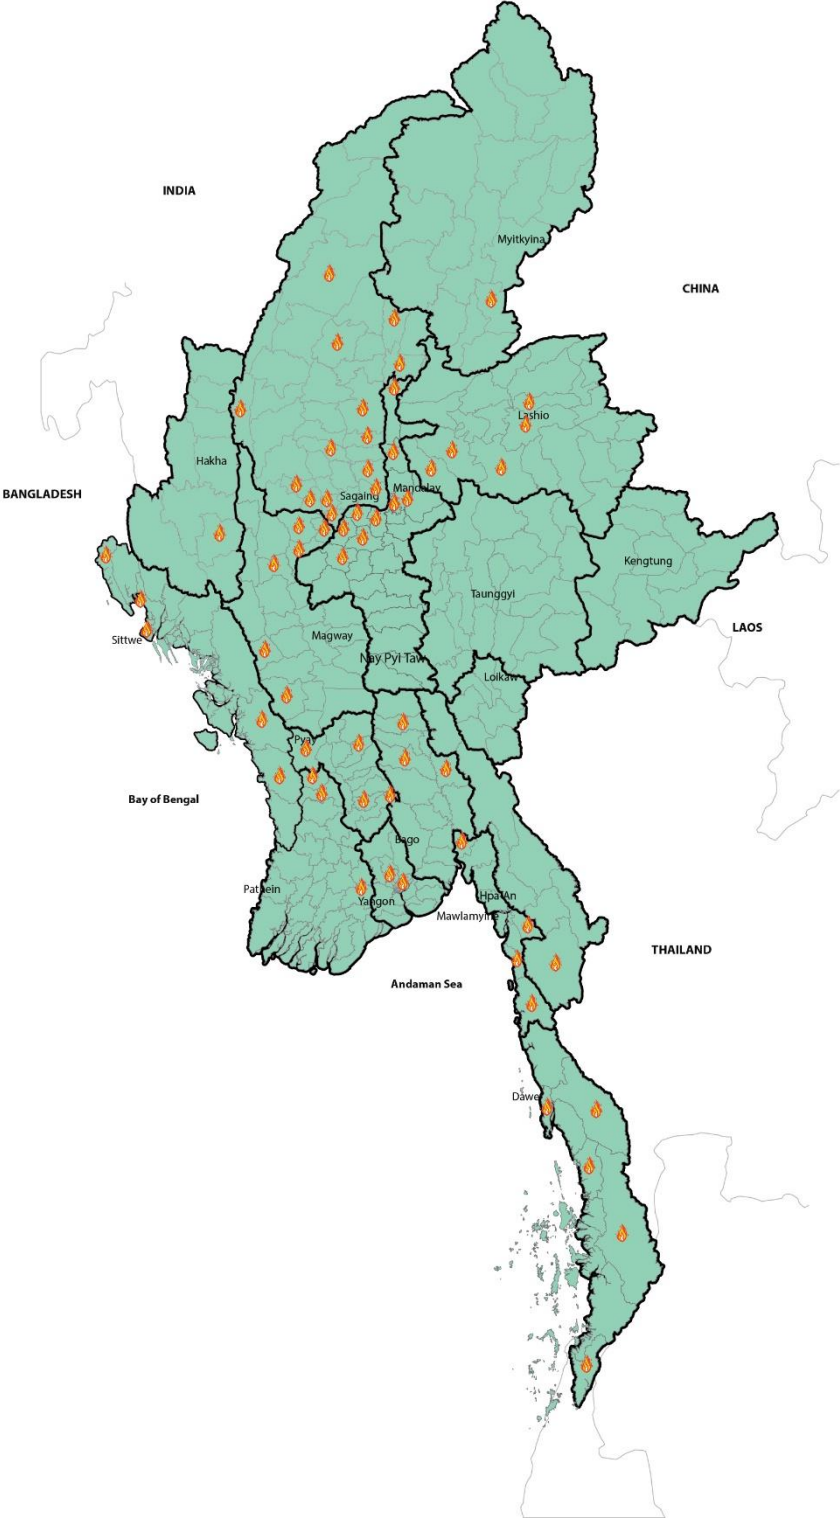 INDIA
Myitkyina
CHINA
Lashio
Hakha
BANGLADESH
Sagaing
Mandalay
Kengtung
Taunggyi
LAOS
Sittwe
Magway
Nay Pyi Taw
Loikaw
Pyay
Bay of Bengal
Bago
Pathein
Yangon
Hpa-An
Mawlamyine
THAILAND
Andaman Sea
Dawei